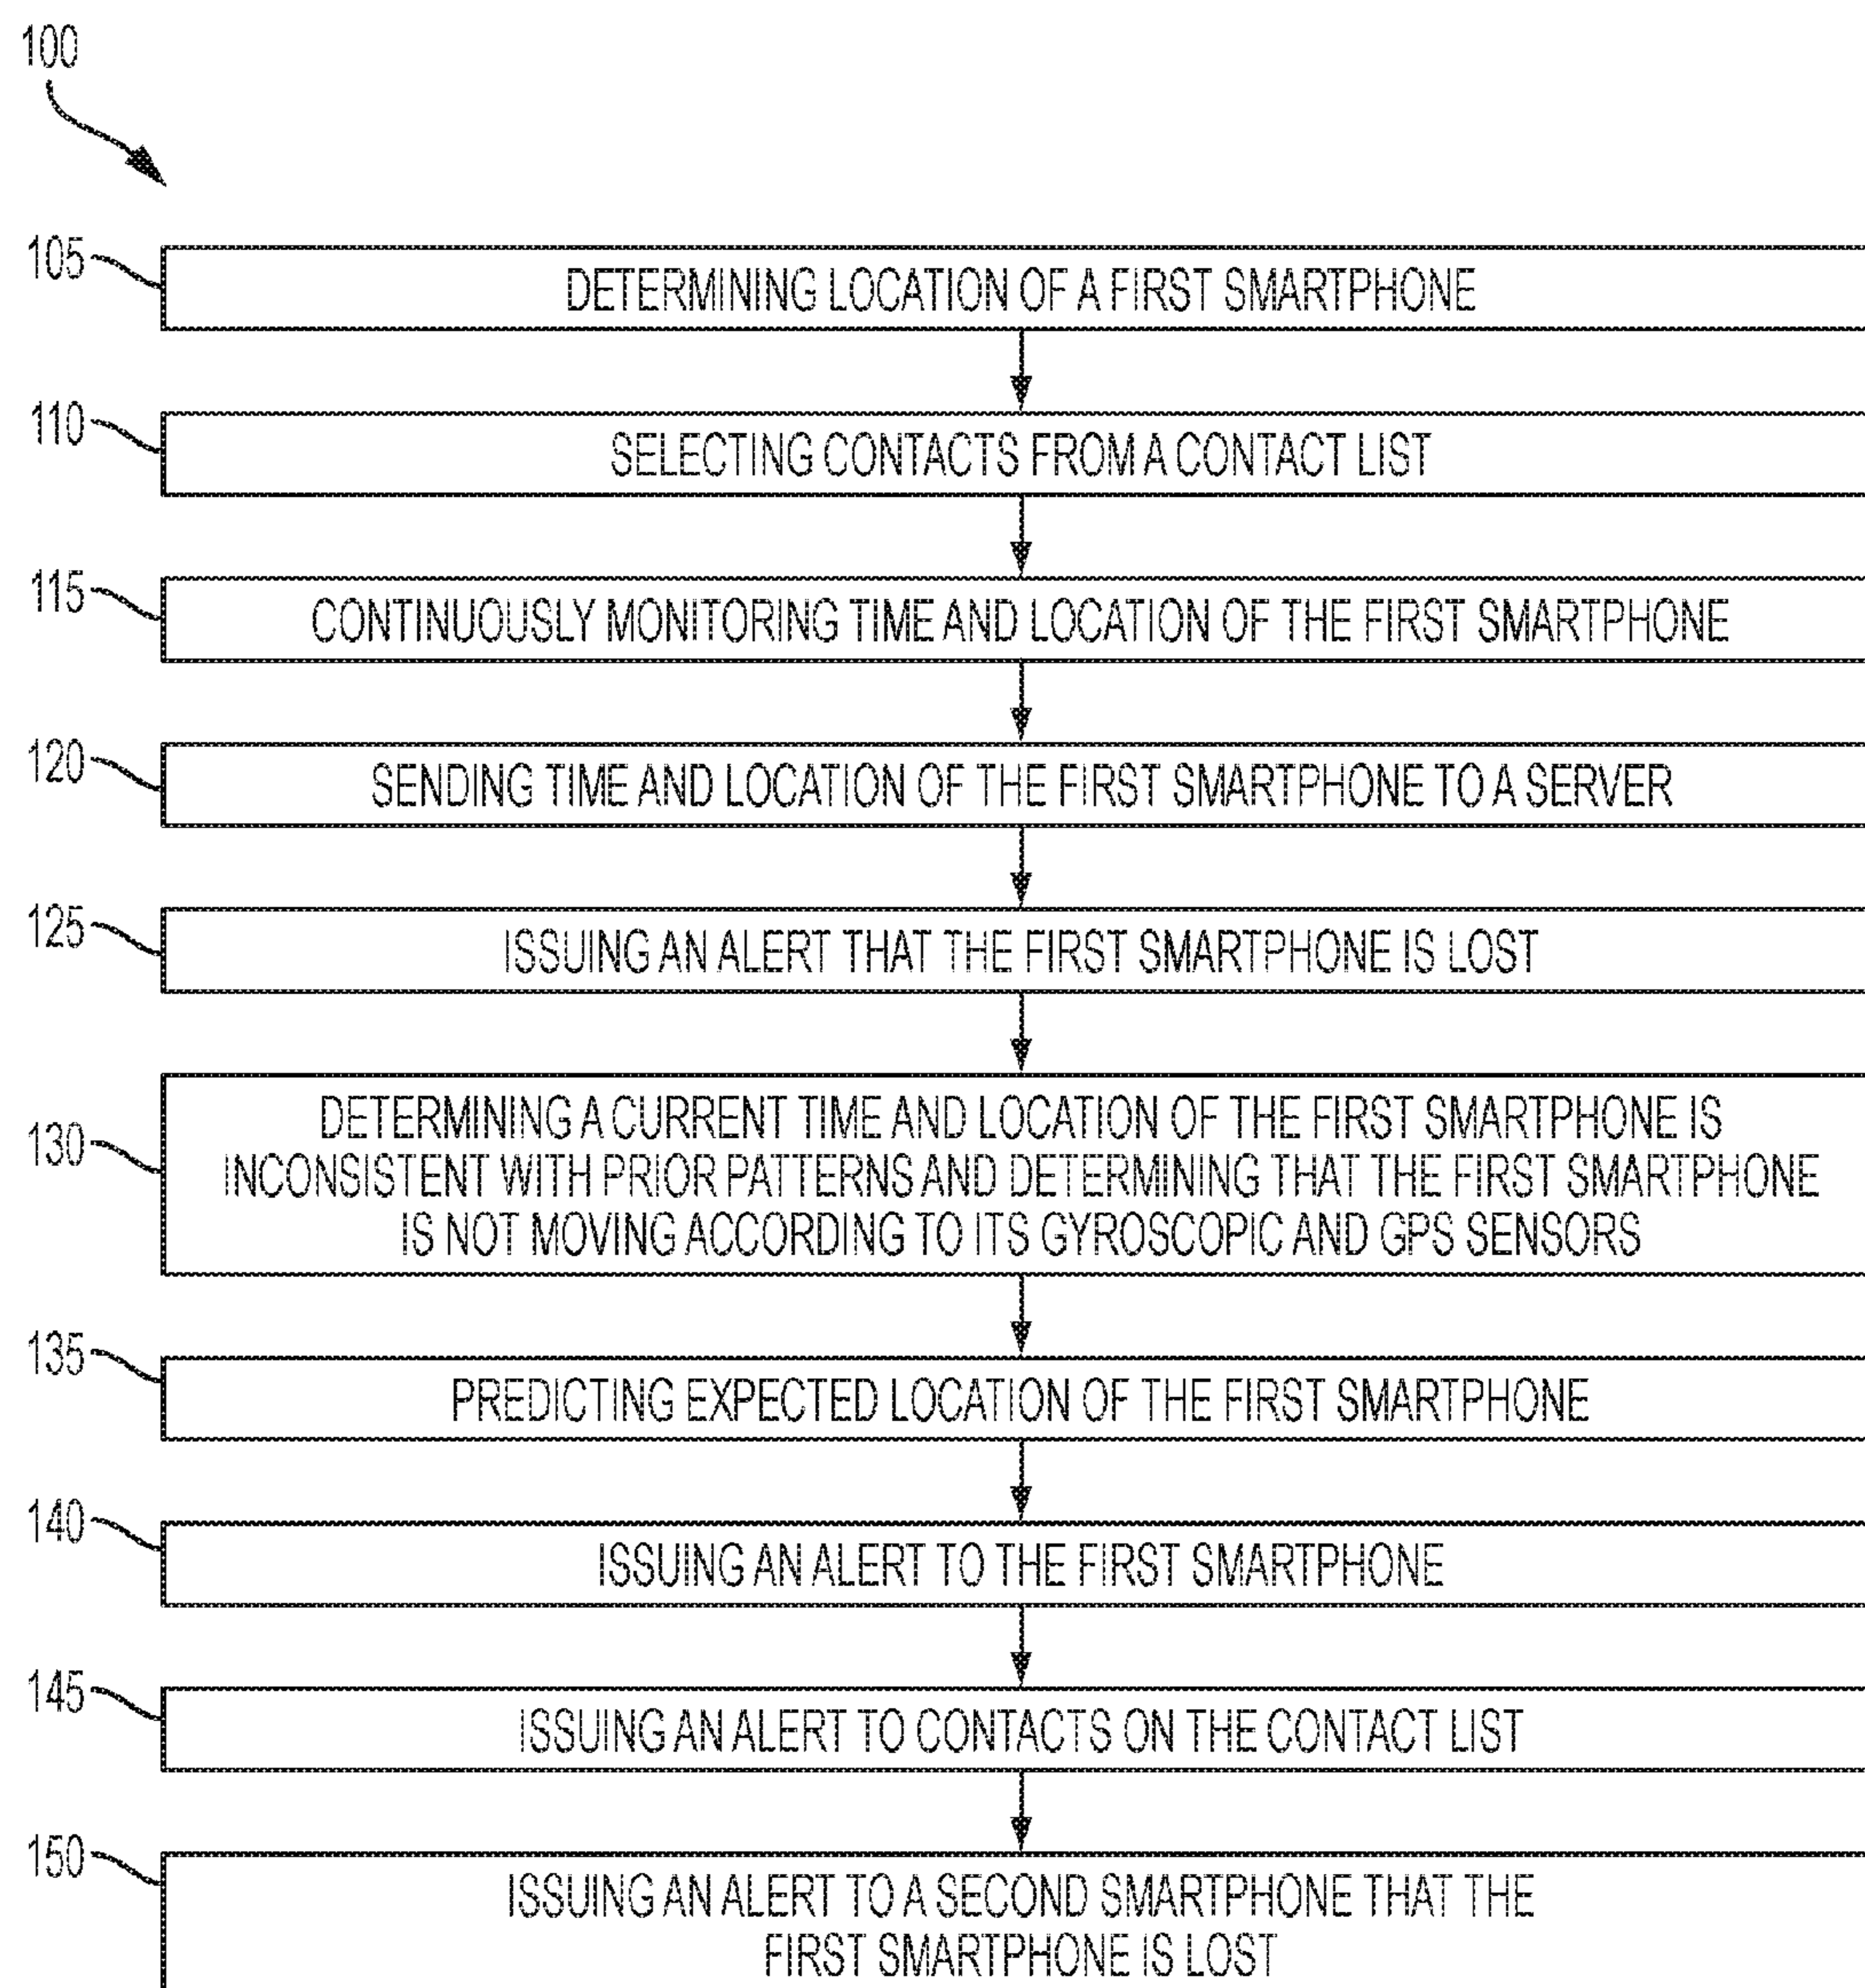 100
105
DETERMINING LOCATION OF A FIRST SMARTPHONE
110
SELECTING CONTACTS FROM A CONTACT LIST
115
CONTINUOUSLY MONITORING TIME AND LOCATION OF THE FIRST SMARTPHONE
120
SENDING TIME AND LOCATION OF THE FIRST SMARTPHONE TO A SERVER
125
ISSUING AN ALERT THAT THE FIRST SMARTPHONE IS LOST
130
DETERMINING A CURRENT TIME AND LOCATION OF THE FIRST SMARTPHONE IS
INCONSISTENT WITH PRIOR PATTERNS AND DETERMINING THAT THE FIRST SMARTPHONE
IS NOT MOVING ACCORDING TO ITS GYROSCOPIC AND GPS SENSORS
135
PREDICTING EXPECTED LOCATION OF THE FIRST SMARTPHONE
140
ISSUING AN ALERT TO THE FIRST SMARTPHONE
145
ISSUING AN ALERT TO CONTACTS ON THE CONTACT LIST
150
ISSUING AN ALERT TO A SECOND SMARTPHONE THAT THE
FIRST SMARTPHONE IS LOST